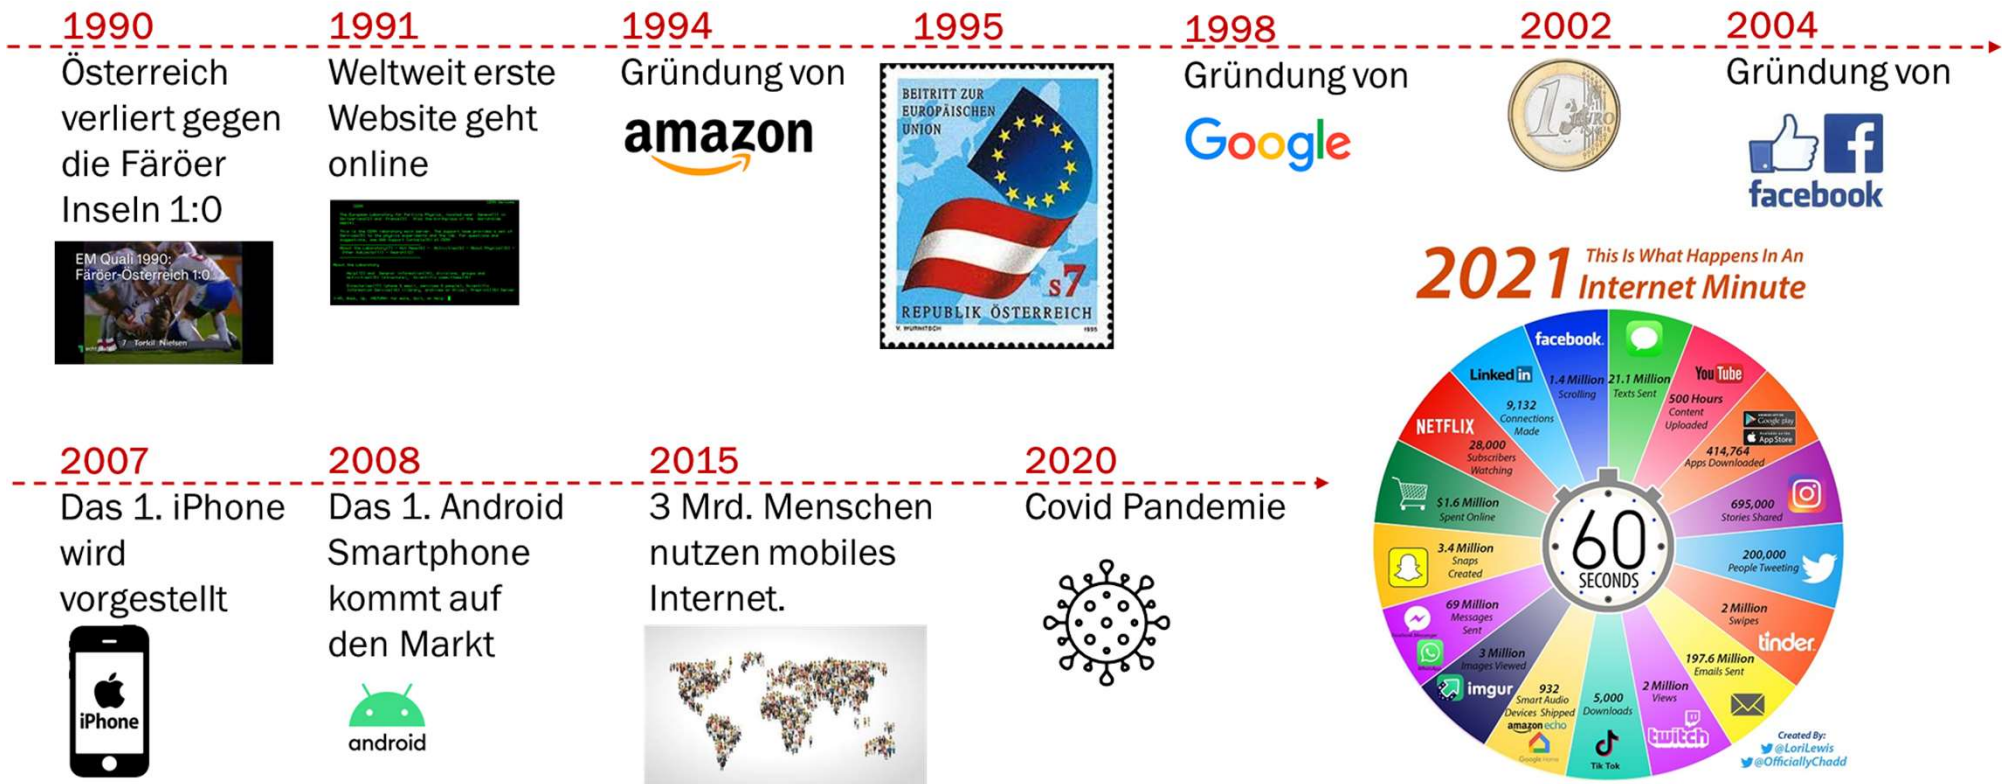 1990
Österreich
verliert gegen
die Färöer
Inseln 1:0
EM Quali 1990:
Färöer-Österreich 1:0
7 Torkil Nielsen
1991
Weltweit erste
Website geht
online
1994
Gründung von
amazon
1995
BEITRITT ZUR
EUROPÄISCHEN
UNION
s7
REPUBLIK ÖSTERREICH
1995
1998
Gründung von
Google
2002
1
EURO
2004
Gründung von
f
facebook
2007
Das 1. iPhone
wird
vorgestellt
iPhone
2008
Das 1. Android
Smartphone
kommt auf
den Markt
android
2015
3 Mrd. Menschen
nutzen mobiles
Internet.
2020
Covid Pandemie
2021 This Is What Happens In An
Internet Minute
facebook.
1.4 Million
Scrolling
21.1 Million
Texts Sent
You Tube
500 Hours
Content
Uploaded
Google play
App Store
414,764
Apps Downloaded
695,000
Stories Shared
200,000
People Tweeting
2 Million
Swipes
tinder.
197.6 Million
Emails Sent
2 Million
Views
twitch
5,000
Downloads
Tik Tok
932
Smart Audio
Devices Shipped
amazon echo
Google Home
3 Million
Images Viewed
imgur
69 Million
Messages
Sent
3.4 Million
Snaps
Created
$1.6 Million
Spent Online
NETFLIX
28,000
Subscribers
Watching
Linked in
9,132
Connections
Made
60
SECONDS
Created By:
@LoriLewis
@OfficiallyChadd